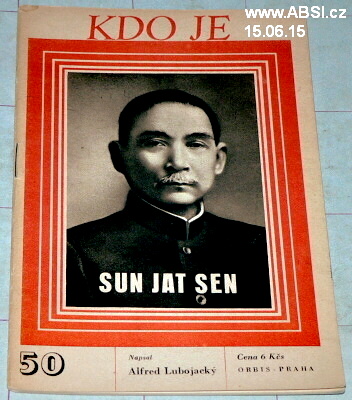 www.ABSI.cz
15.06.15
KDO JE
SUN JAT SEN
50
Napsal
Alfred Lubojacký
Cena 6 Kčs
ORBIS - PRAHA